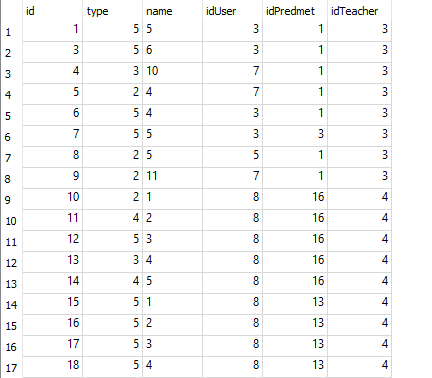 id type name idUser idPredmet idTeacher
1 1 5 5 3 1 3
2 3 5 6 3 1 3
3 4 3 10 7 1 3
4 5 2 4 7 1 3
5 6 5 4 3 1 3
6 7 5 5 3 3 3
7 8 2 5 5 1 3
8 9 2 11 7 1 3
9 10 2 1 8 16 4
10 11 4 2 8 16 4
11 12 5 3 8 16 4
12 13 3 4 8 16 4
13 14 4 5 8 16 4
14 15 5 1 8 13 4
15 16 5 2 8 13 4
16 17 5 3 8 13 4
17 18 5 4 8 13 4